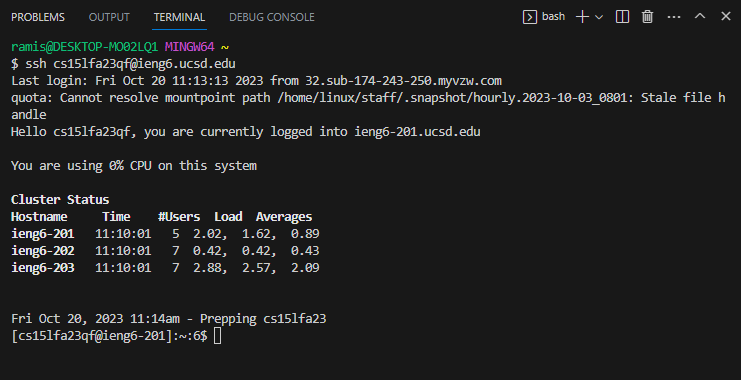 PROBLEMS OUTPUT TERMINAL DEBUG CONSOLE bash
ramis@DESKTOP-MO02LQ1 MINGW64 ~
$ ssh cs15lfa23qf@ieng6.ucsd.edu
Last login: Fri Oct 20 11:13:13 2023 from 32.sub-174-243-250.myvzw.com
quota: Cannot resolve mountpoint path /home/linux/staff/.snapshot/hourly.2023-10-03_0801: Stale file h
andle
Hello cs15lfa23qf, you are currently logged into ieng6-201.ucsd.edu
You are using 0% CPU on this system
Cluster Status
Hostname Time #Users Load Averages
ieng6-201 11:10:01 5 2.02, 1.62, 0.89
ieng6-202 11:10:01 7 0.42, 0.42, 0.43
ieng6-203 11:10:01 7 2.88, 2.57, 2.09
Fri Oct 20, 2023 11:14am - Prepping cs15lfa23
[cs15lfa23qf@ieng6-201]:~:6$